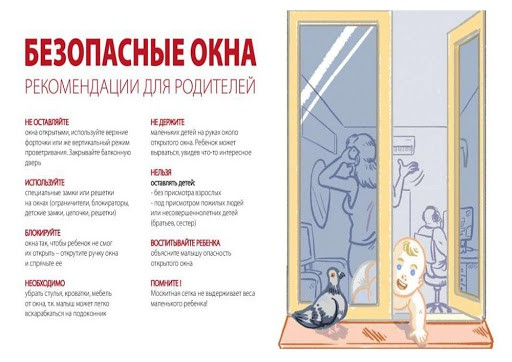 БЕЗОПАСНЫЕ ОКНА
РЕКОМЕНДАЦИИ ДЛЯ РОДИТЕЛЕЙ
НЕ ОСТАВЛЯЙТЕ
окна открытыми, используйте верхние
форточки или же вертикальный режим
проветривания. Закрывайте балконную
дверь
ИСПОЛЬЗУЙТЕ
специальные замки или решетки
на окна (ограничители, блокираторы,
детские замки, цепочки, решетки)
БЛОКИРУЙТЕ
окна так, чтобы ребенок не смог
их открыть – открутите ручку окна
и спрячьте ее
НЕОБХОДИМО
убрать стулья, кроватки, мебель
от окна, т.к. малыш может легко
вскарабкаться на подоконник
НЕ ДЕРЖИТЕ
маленьких детей на руках около
открытого окна. Ребенок может
вырваться, увидев что-то интересное
НЕЛЬЗЯ
оставлять детей:
- без присмотра взрослых
- под присмотром пожилых людей
или несовершеннолетних детей
(братьев, сестер)
ВОСПИТЫВАЙТЕ РЕБЕНКА
объясните малышу опасность
открытого окна
ПОМНИТЕ !
Москитная сетка не выдерживает веса
маленького ребенка!